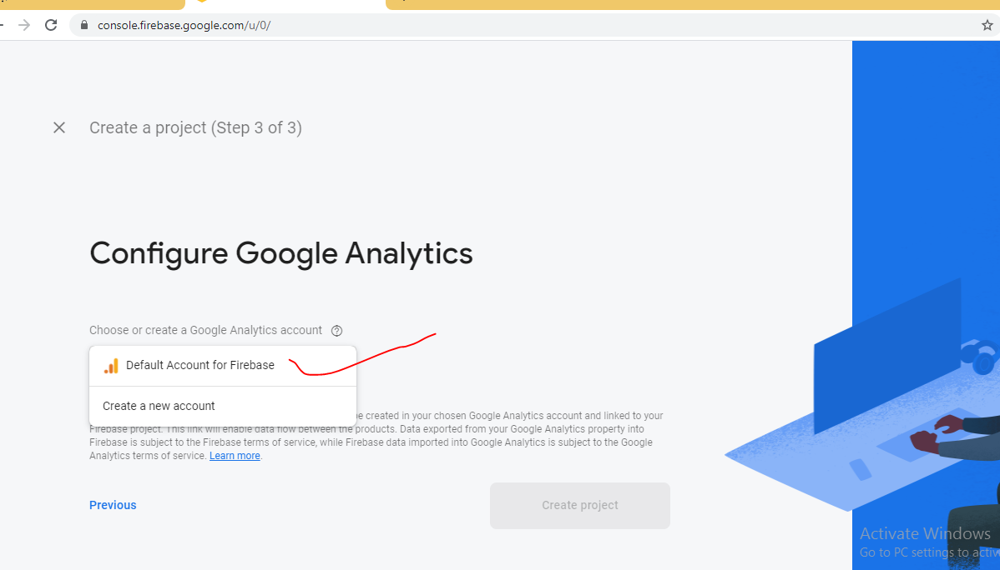 console.firebase.google.com/u/0/
Create a project (Step 3 of 3)
Configure Google Analytics
Choose or create a Google Analytics account
Default Account for Firebase
Create a new account
be created in your chosen Google Analytics account and linked to your
Firebase project. This link will enable data flow between the products. Data exported from your Google Analytics property into
Firebase is subject to the Firebase terms of service, while Firebase data imported into Google Analytics is subject to the Google
Analytics terms of service. Learn more.
Previous
Create project
Activate Windows
Go to PC settings to activ